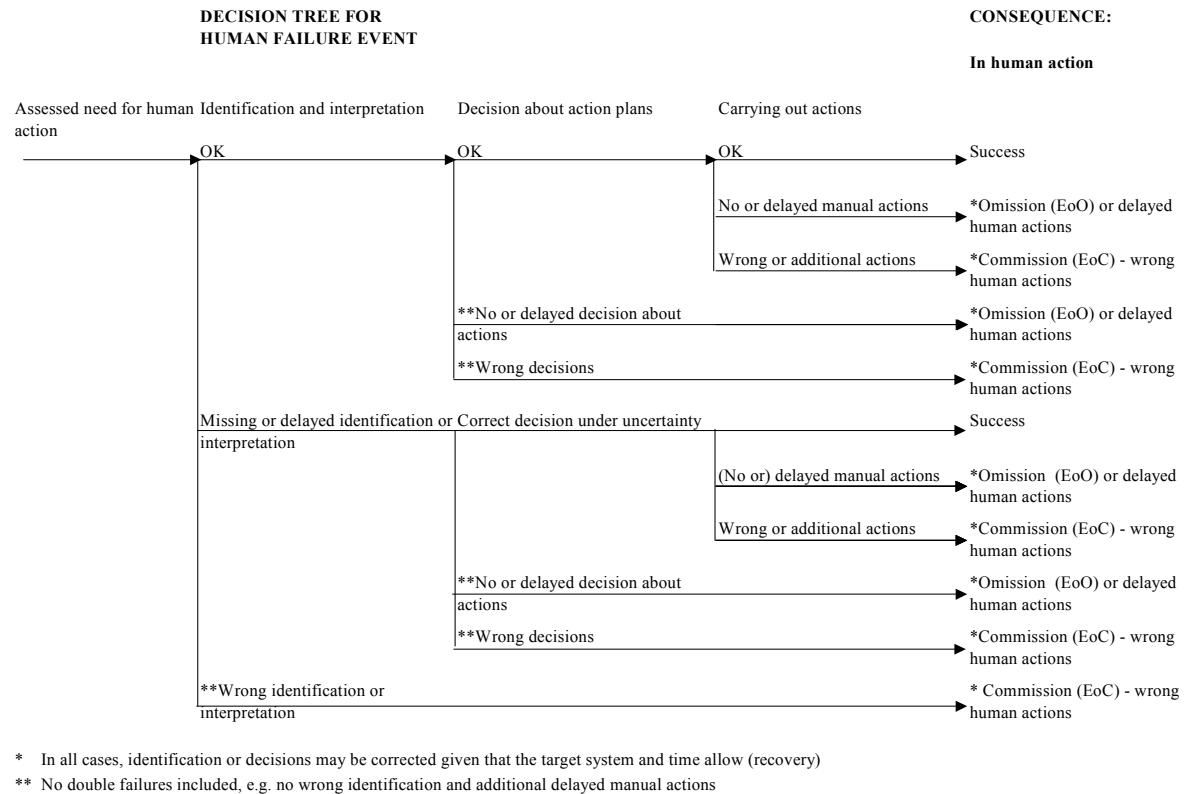 DECISION TREE FOR
HUMAN FAILURE EVENT
CONSEQUENCE:
In human action
Assessed need for human
action
Identification and interpretation
Decision about action plans
Carrying out actions
OK
OK
OK
Success
No or delayed manual actions
*Omission (EoO) or delayed
human actions
Wrong or additional actions
*Commission (EoC) - wrong
human actions
**No or delayed decision about
actions
*Omission (EoO) or delayed
human actions
**Wrong decisions
*Commission (EoC) - wrong
human actions
Missing or delayed identification or
interpretation
Correct decision under uncertainty
Success
(No or) delayed manual actions
*Omission (EoO) or delayed
human actions
Wrong or additional actions
*Commission (EoC) - wrong
human actions
**No or delayed decision about
actions
*Omission (EoO) or delayed
human actions
**Wrong decisions
*Commission (EoC) - wrong
human actions
**Wrong identification or
interpretation
* Commission (EoC) - wrong
human actions
* In all cases, identification or decisions may be corrected given that the target system and time allow (recovery)
** No double failures included, e.g. no wrong identification and additional delayed manual actions